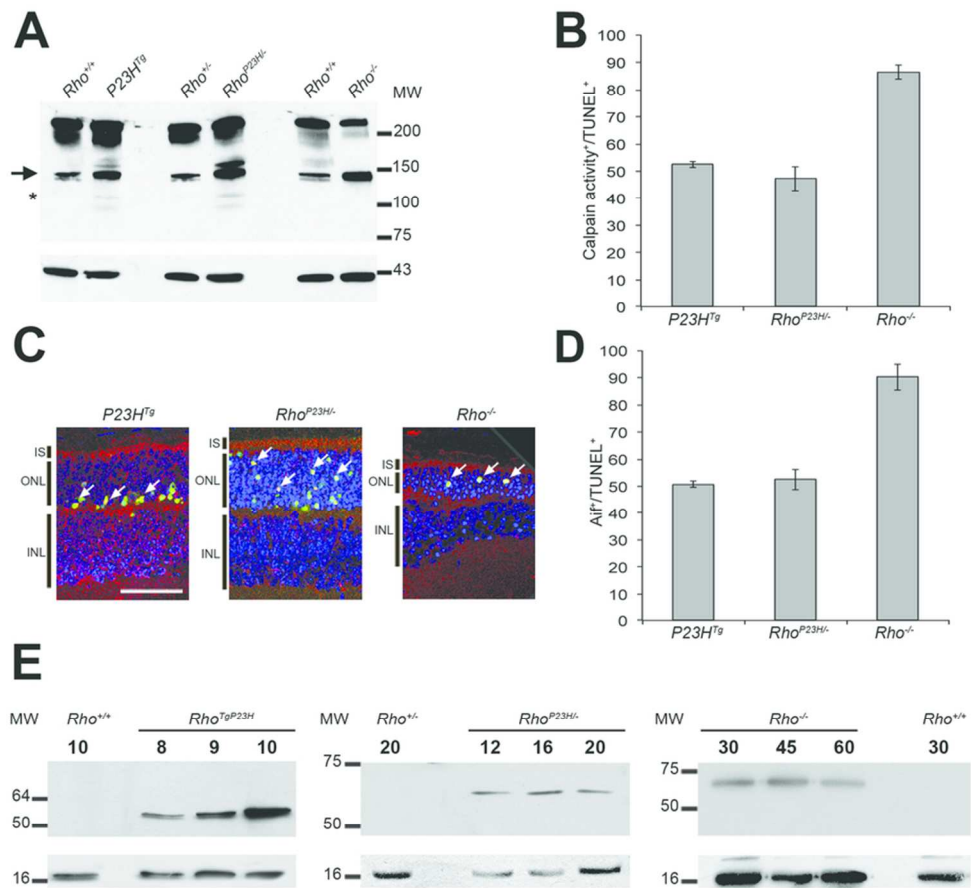 A
Rho+/+ P23HTg Rho+/- RhoP23H/- Rho+/+ Rho-/- MW
200
150
*
100
75
43
B
Calpain activity+/TUNEL+
100
90
80
70
60
50
40
30
20
10
0
P23HTg RhoP23H/- Rho-/-
C
P23HTg RhoP23H/- Rho-/-
IS
ONL
INL
IS
ONL
INL
IS
ONL
INL
D
Aif+/TUNEL+
100
90
80
70
60
50
40
30
20
10
0
P23HTg RhoP23H/- Rho-/-
E
MW Rho+/+ RhoTgP23H
10 8 9 10
64
50
16
MW Rho+/- RhoP23H/-
20 12 16 20
75
50
16
MW Rho-/- Rho+/+
30 45 60 30
75
50
16